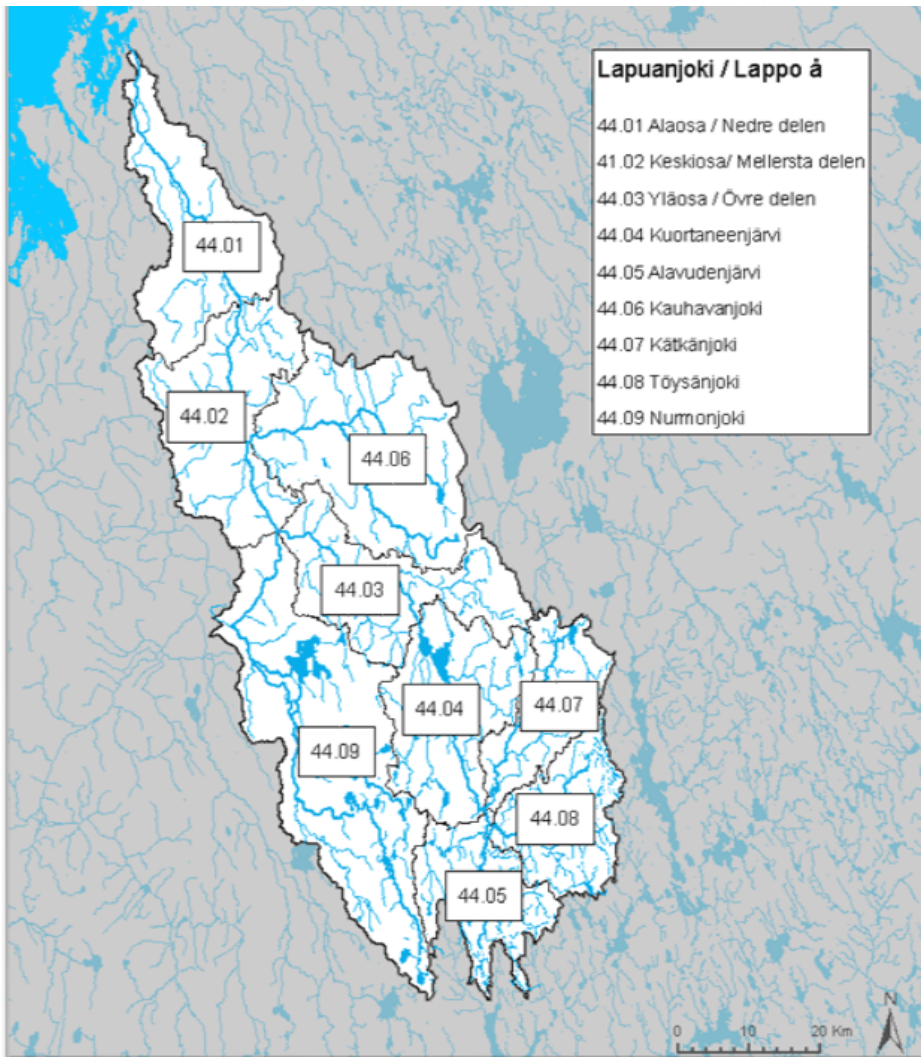 Lapuanjoki / Lappo å
44.01 Alaosa / Nedre delen
41.02 Keskiosa/ Mellersta delen
44.03 Yläosa / Övre delen
44.04 Kuortaneenjärvi
44.05 Alavudenjärvi
44.06 Kauhavanjoki
44.07 Kätkänjoki
44.08 Töysänjoki
44.09 Nurmonjoki
44.01
44.02
44.06
44.03
44.04
44.07
44.09
44.08
44.05
N
0 10 20 Km